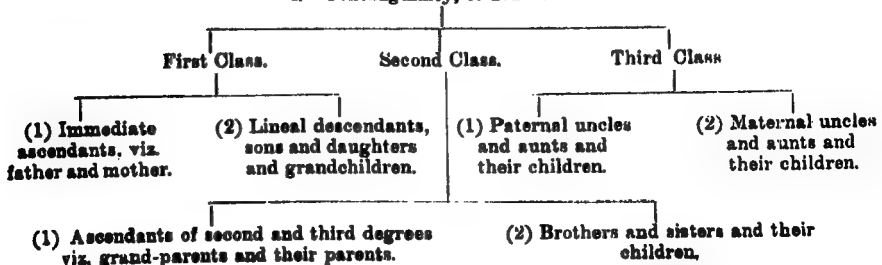 First Class.
Second Class.
Third Class
(1) Immediate
ascendants, viz.
father and mother.
(2) Lineal descendants,
sons and daughters
and grandchildren.
(1) Paternal uncles
and aunts and
their children.
(2) Maternal uncles
and aunts and
their children.
(1) Ascendants of second and third degrees
viz. grand-parents and their parents.
(2) Brothers and sisters and their
children,